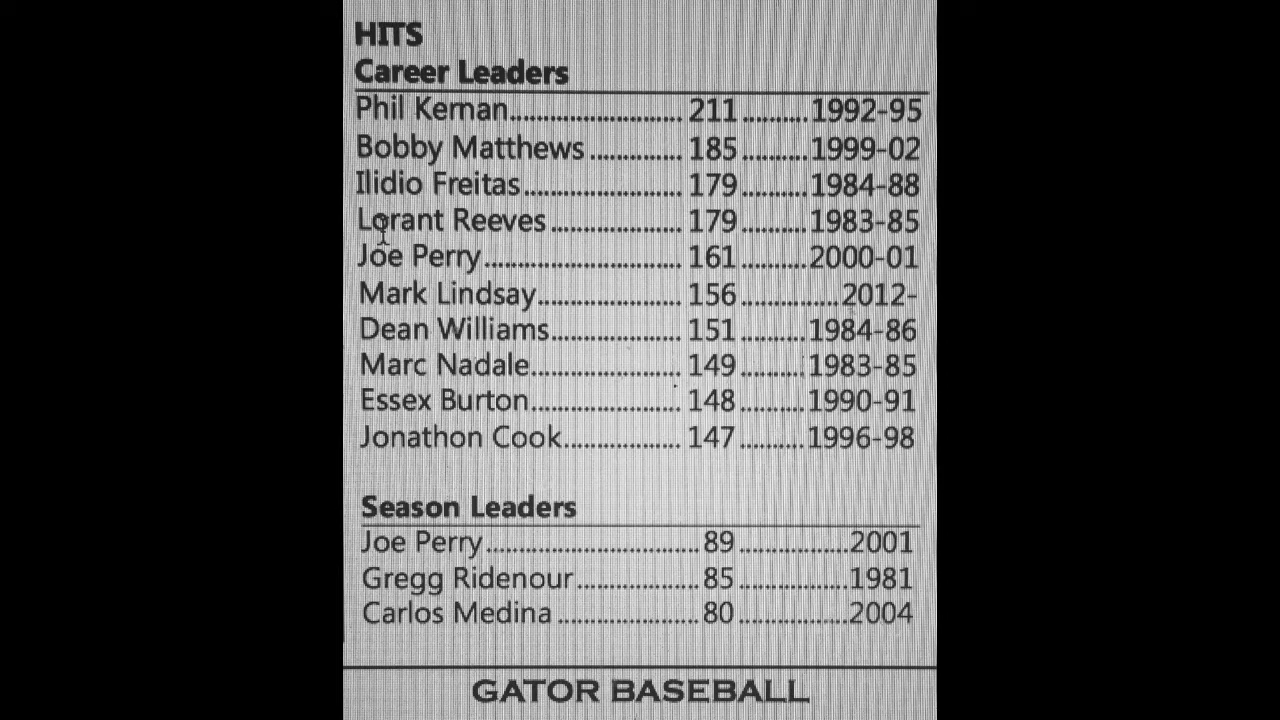 HITS
Career Leaders
Phil Kernan.......................... 211 ..........1992-95
Bobby Matthews .............. 185 ..........1999-02
Ilidio Freitas........................ 179 ..........1984-88
Lorant Reeves .................... 179 ..........1983-85
Joe Perry.............................. 161 ..........2000-01
Mark Lindsay...................... 156 ...............2012-
Dean Williams.................... 151 ..........1984-86
Marc Nadale....................... 149 ..........1983-85
Essex Burton....................... 148 ..........1990-91
Jonathon Cook.................. 147 ..........1996-98
Season Leaders
Joe Perry................................ 89 .................2001
Gregg Ridenour................... 85 .................1981
Carlos Medina ..................... 80 .................2004
GATOR BASEBALL